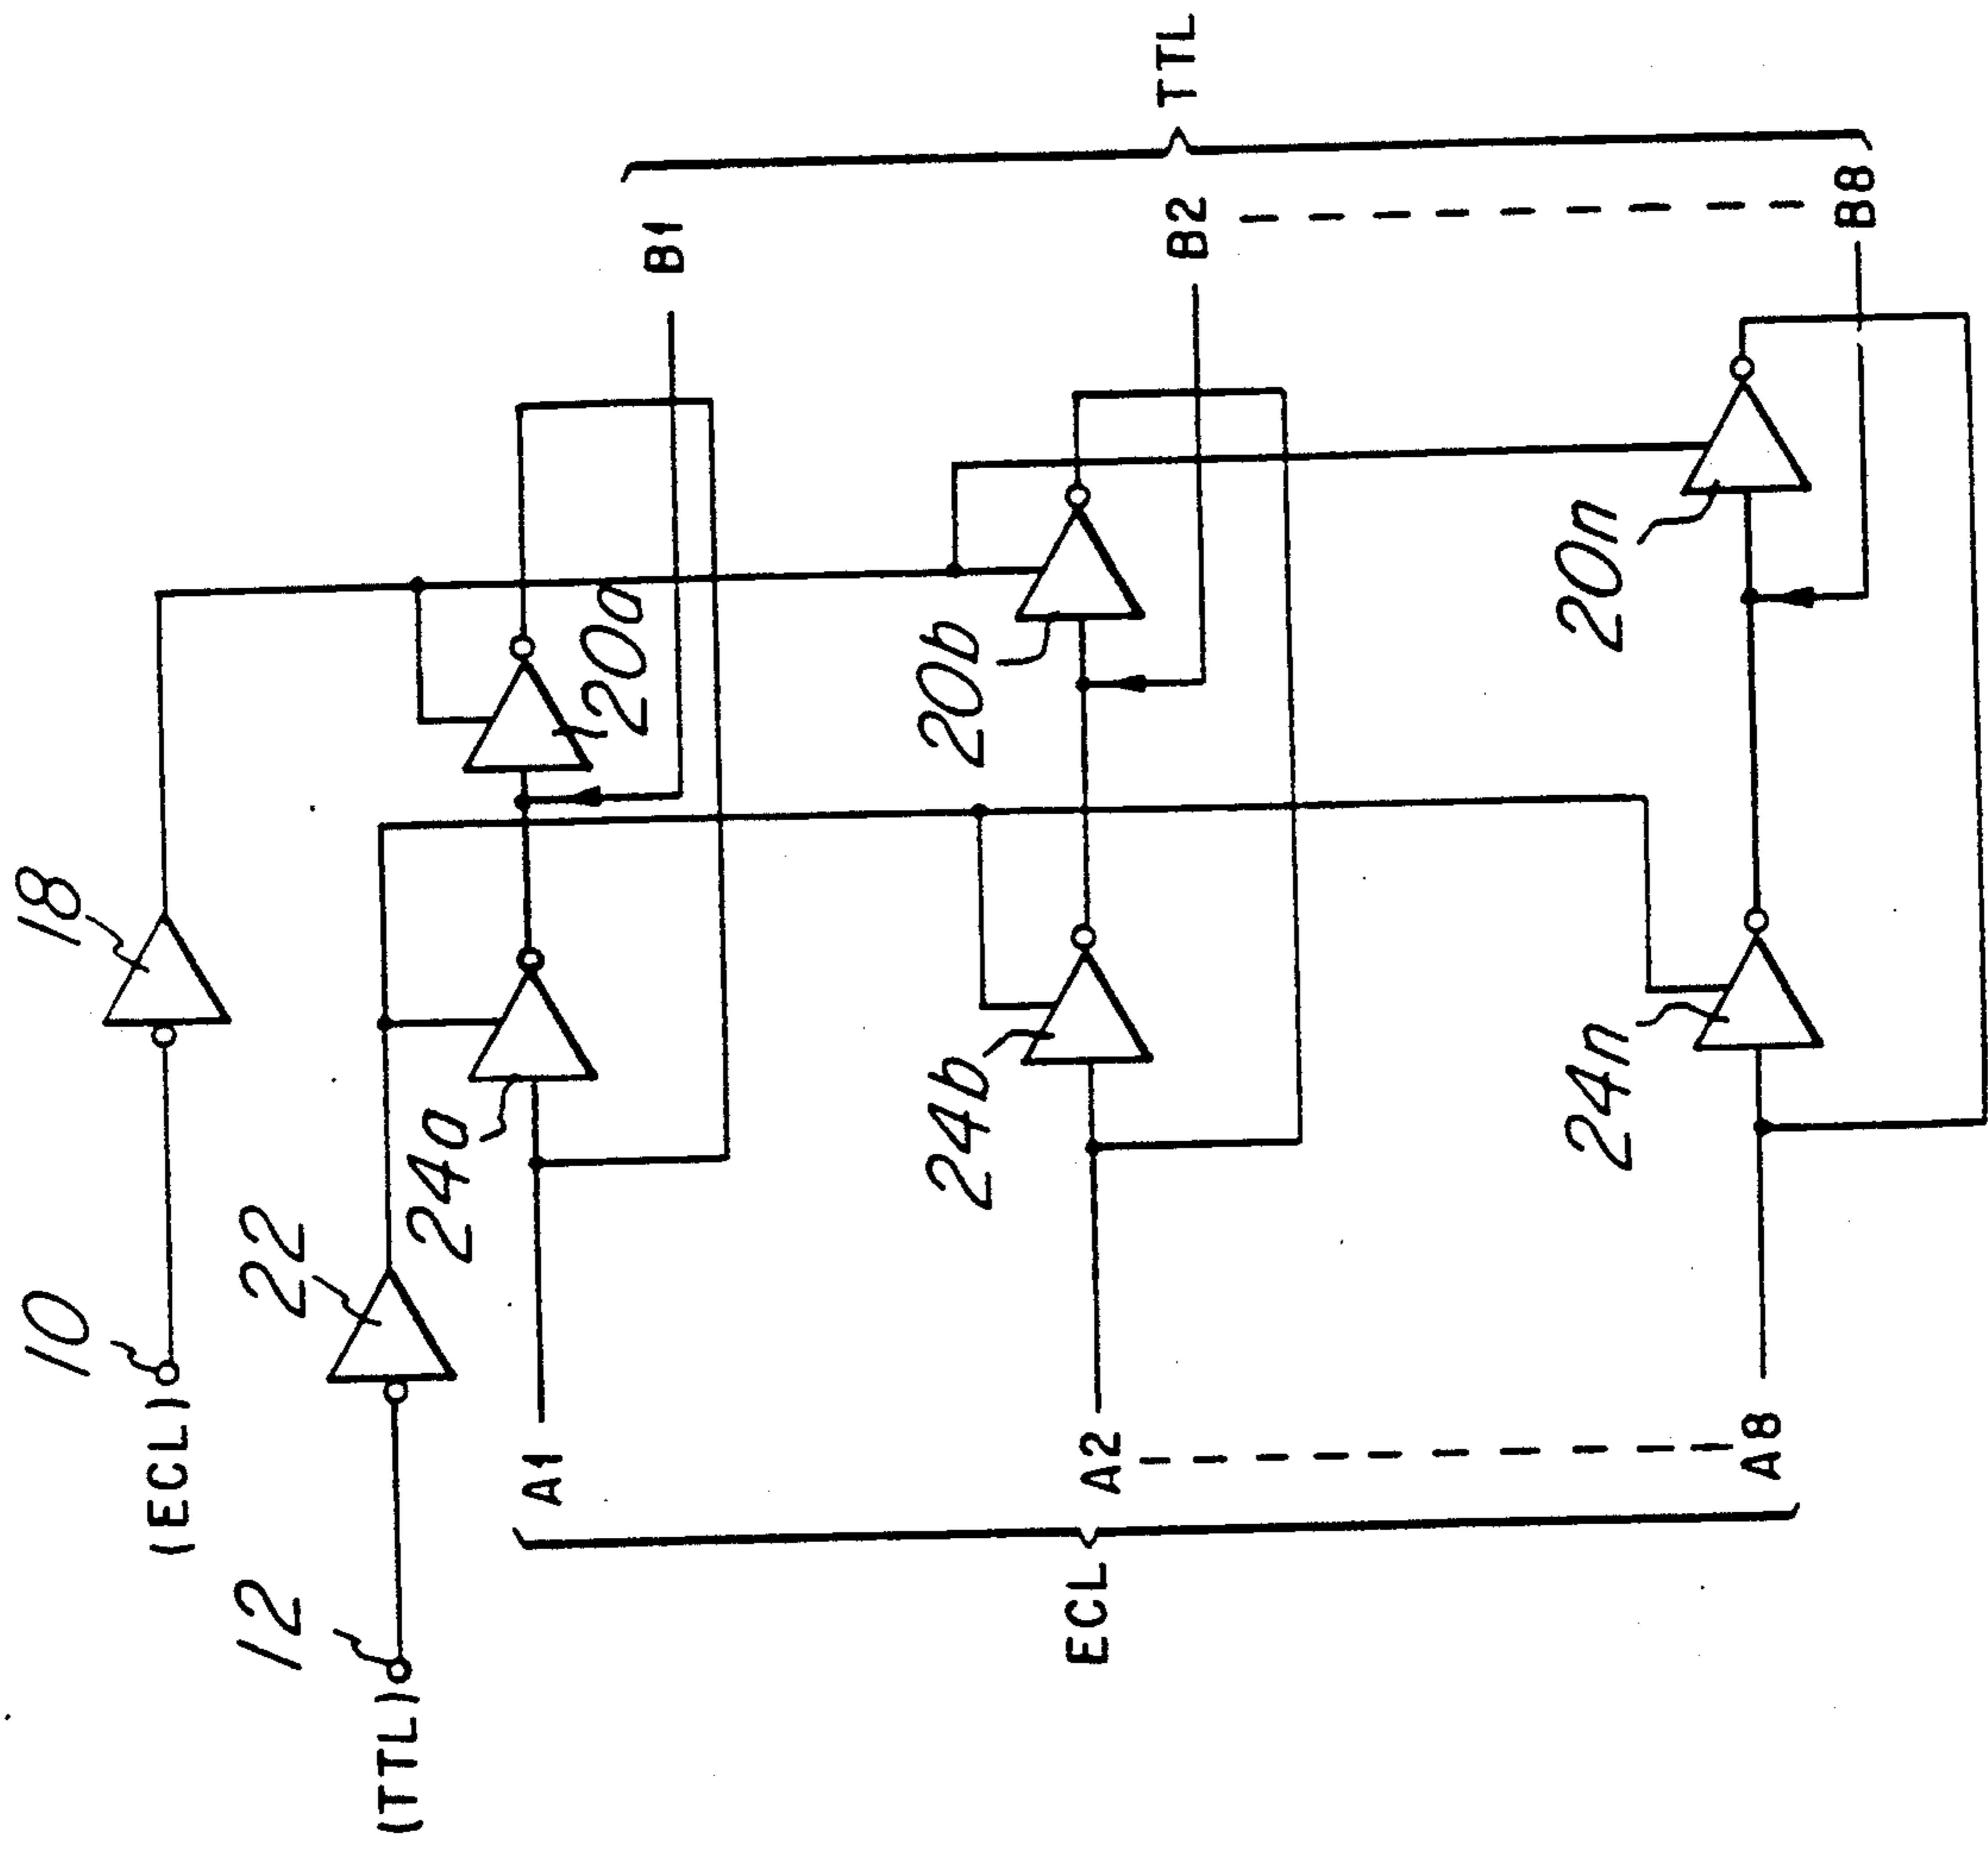 10
(ECL)
18
12
(TTL)
22
24a
20a
A1
B1
24b
20b
ECL
A2
B2
TTL
24n
20n
A8
B8